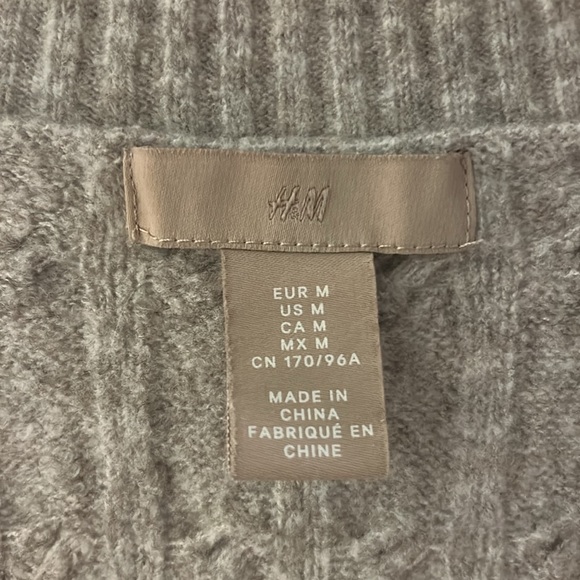 H&M
EUR M
US M
CA M
MX M
CN 170/96A
MADE IN
CHINA
FABRIQUÉ EN
CHINE